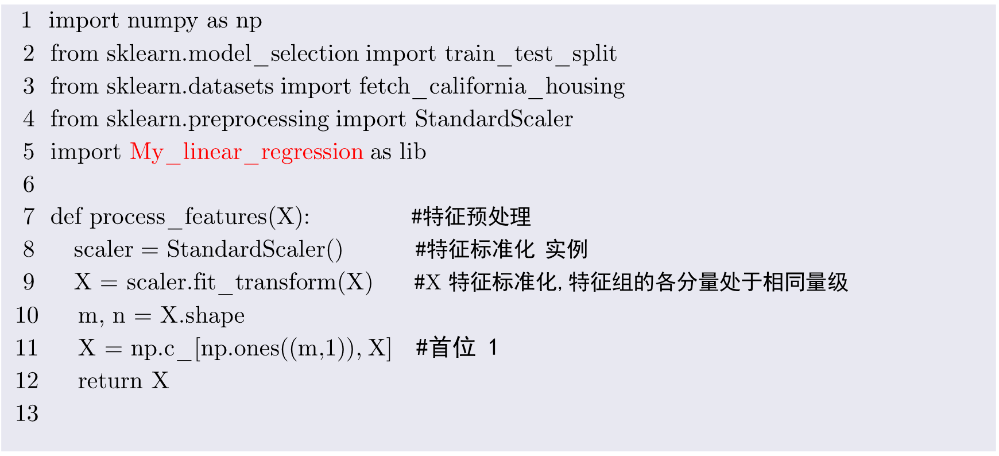 1 import numpy as np
2 from sklearn.model_selection import train_test_split
3 from sklearn.datasets import fetch_california_housing
4 from sklearn.preprocessing import StandardScaler
5 import My_linear_regression as lib
6
7 def process_features(X): #特征预处理
8 scaler = StandardScaler() #特征标准化 实例
9 X = scaler.fit_transform(X) #X 特征标准化,特征组的各分量处于相同量级
10 m, n = X.shape
11 X = np.c_[np.ones((m,1)), X] #首位 1
12 return X
13